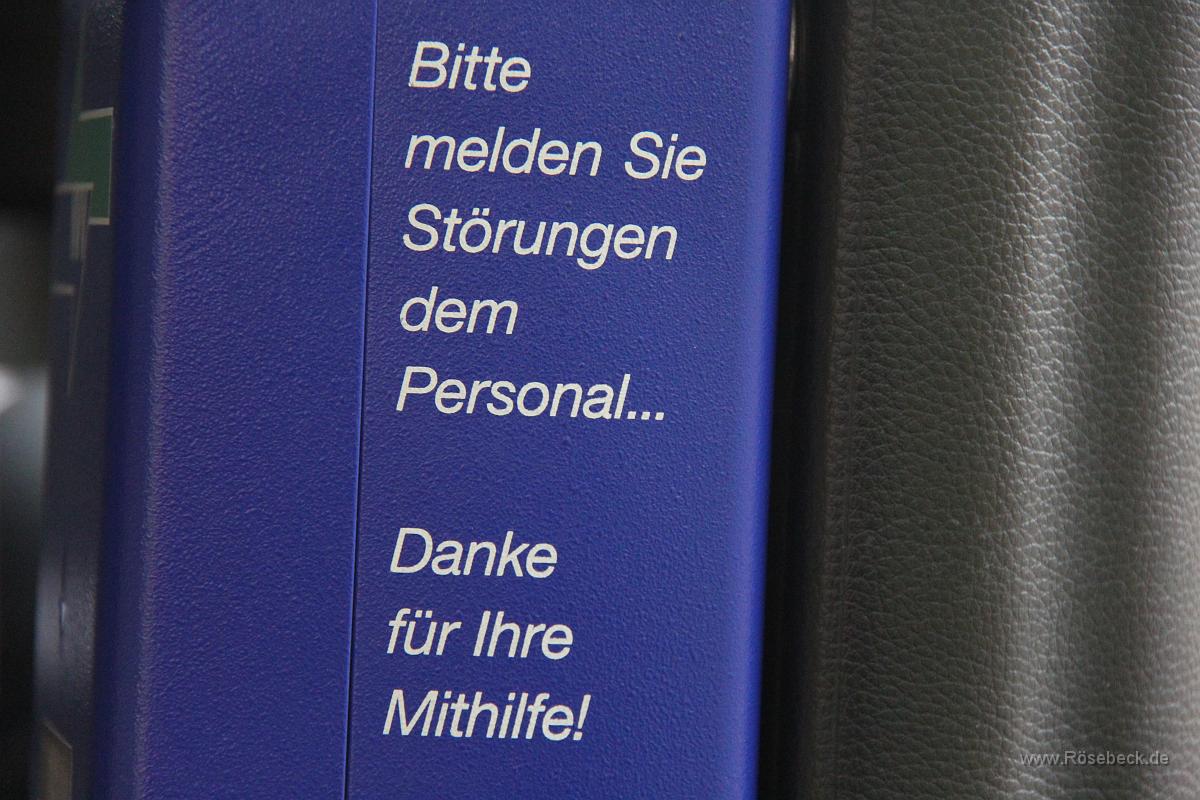 Bitte
melden Sie
Störungen
dem
Personal...
Danke
für Ihre
Mithilfe!
www.Rösebeck.de